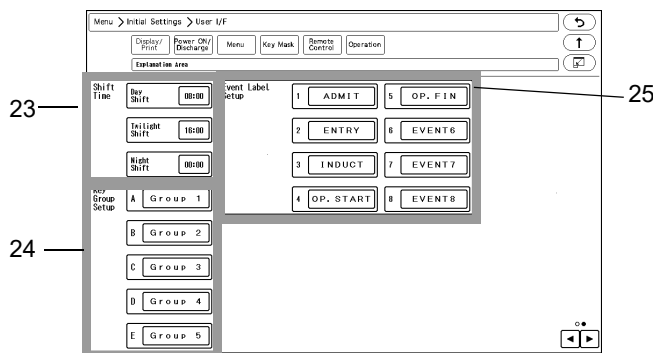 Menu > Initial Settings > User I/F
Display/ Print
Power ON/ Discharge
Menu
Key Mask
Remote Control
Operation
Explanation Area
23
Shift Time
Day Shift 08:00
Twilight Shift 16:00
Night Shift 00:00
24
Key Group Setup
A Group 1
B Group 2
C Group 3
D Group 4
E Group 5
25
Event Label Setup
1 ADMIT
2 ENTRY
3 INDUCT
4 OP. START
5 OP. FIN
6 EVENT6
7 EVENT7
8 EVENT8